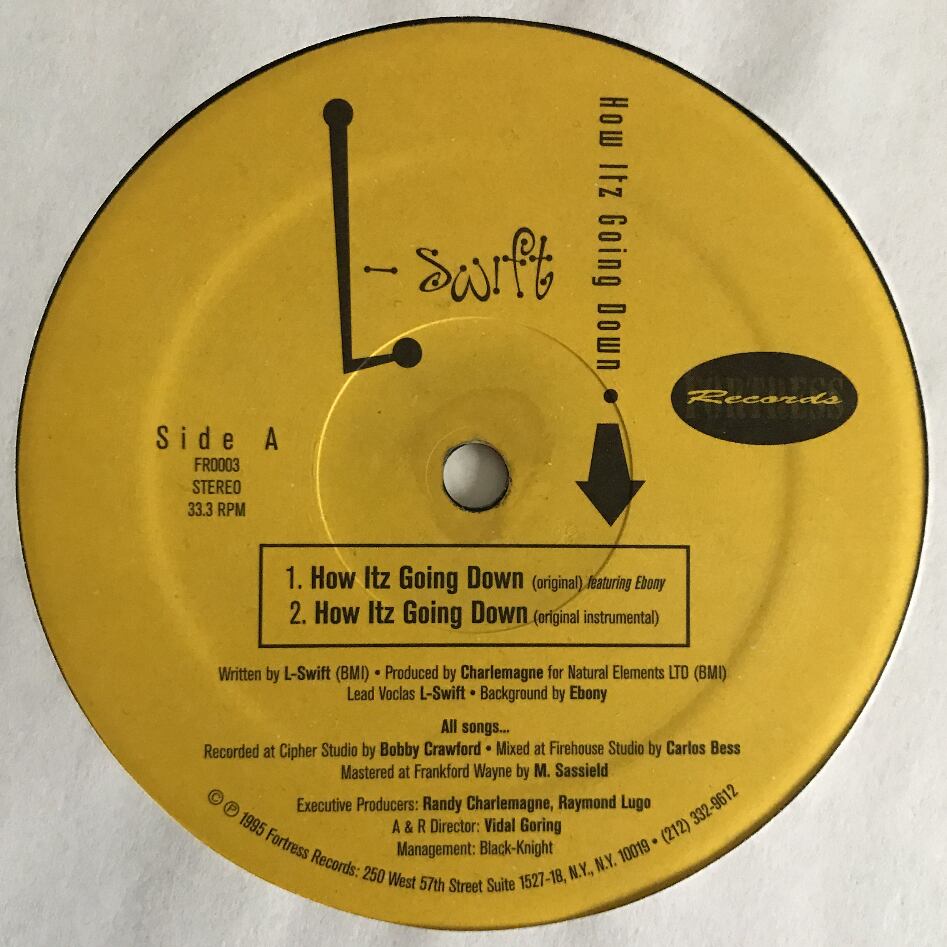 L- swift
How Itz Going Down
FORTRESS
Records
Side A
FR0003
STEREO
33.3 RPM
1. How Itz Going Down (original) featuring Ebony
2. How Itz Going Down (original instrumental)
Written by L-Swift (BMI) • Produced by Charlemagne for Natural Elements LTD (BMI)
Lead Voclas L-Swift • Background by Ebony
All songs...
Recorded at Cipher Studio by Bobby Crawford • Mixed at Firehouse Studio by Carlos Bess
Mastered at Frankford Wayne by M. Sassield
Executive Producers: Randy Charlemagne, Raymond Lugo
A & R Director: Vidal Goring
Management: Black-Knight
© ℗ 1995 Fortress Records: 250 West 57th Street Suite 1527-18, N.Y., N.Y. 10019 • (212) 332-9612